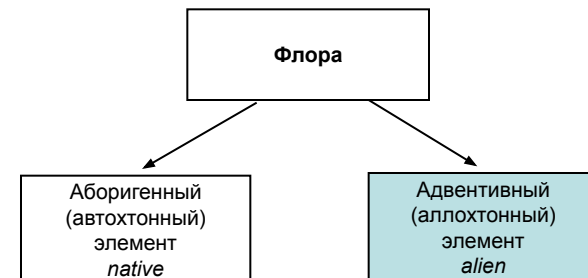 Флора
Аборигенный
(автохтонный)
элемент
native
Адвентивный
(аллохтонный)
элемент
alien